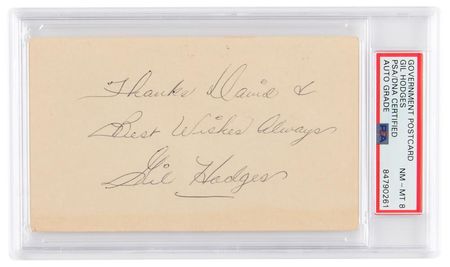 Thanks David &
Best Wishes Always
Gil Hodges
GOVERNMENT POSTCARD
GIL HODGES
PSA/DNA CERTIFIED
AUTO GRADE
NM-MT 8
PSA
84790261